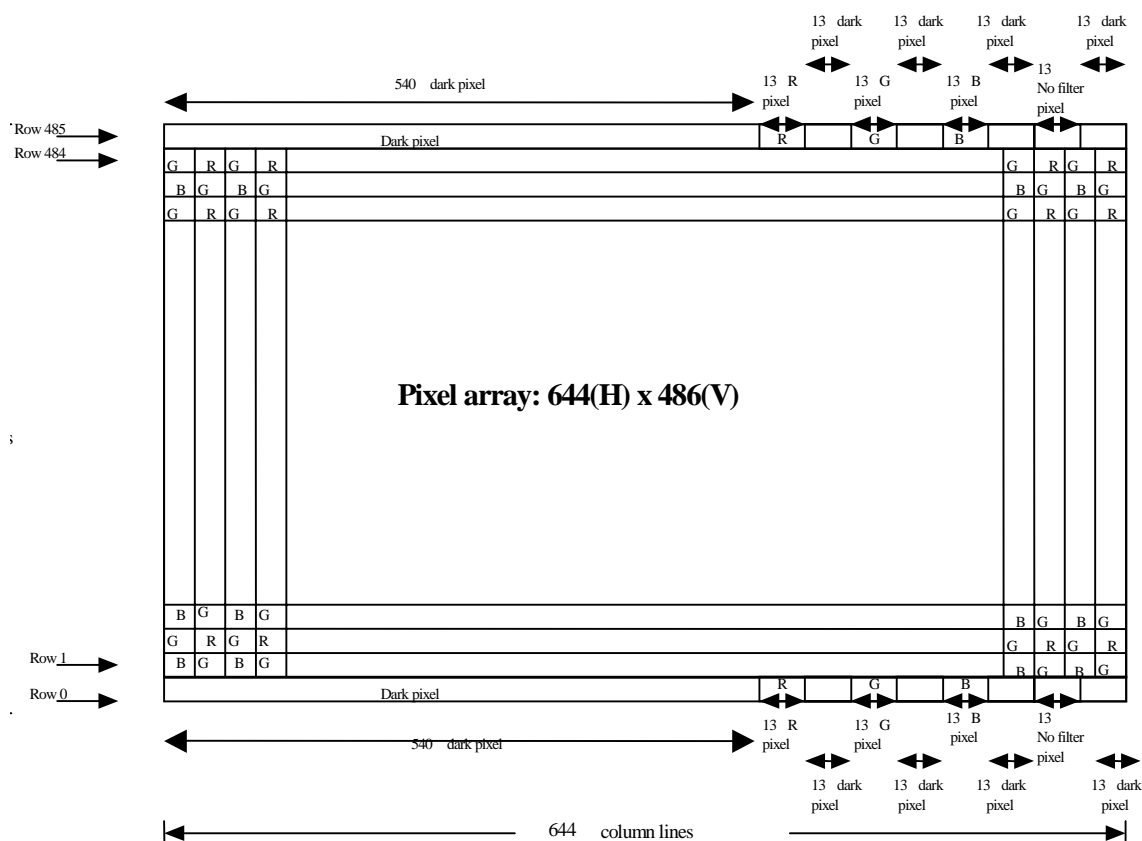 13 dark 13 dark 13 dark 13 dark
pixel pixel pixel pixel
540 dark pixel
13 R 13 G 13 B 13
pixel pixel pixel No filter
pixel
Row 485
Dark pixel R G B
Row 484
G R G R G R G R
B G B G B G B G
G R G R G R G R
Pixel array: 644(H) x 486(V)
s
B G B G B G B G
G R G R G R G R
Row 1
B G B G B G B G
Row 0
Dark pixel R G B
540 dark pixel
13 R 13 G 13 B 13
pixel pixel pixel No filter
pixel
13 dark 13 dark 13 dark 13 dark
pixel pixel pixel pixel
644 column lines